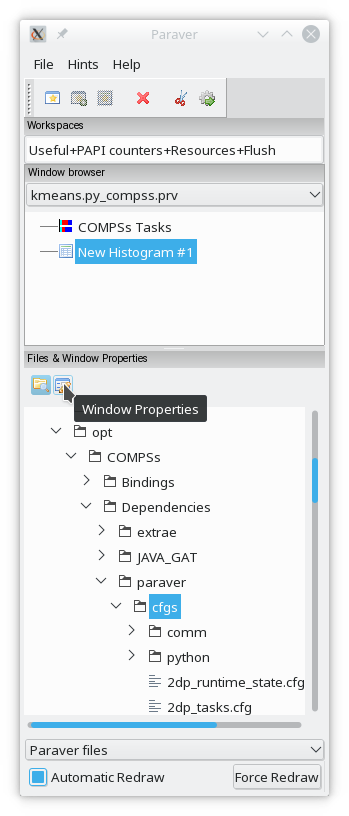 Paraver
File Hints Help
Workspaces
Useful+PAPI counters+Resources+Flush
Window browser
kmeans.py_compss.prv
COMPSs Tasks
New Histogram #1
Files & Window Properties
Window Properties
opt
COMPSs
Bindings
Dependencies
extrae
JAVA_GAT
paraver
cfgs
comm
python
2dp_runtime_state.cfg
2dp_tasks.cfg
Paraver files
Automatic Redraw Force Redraw